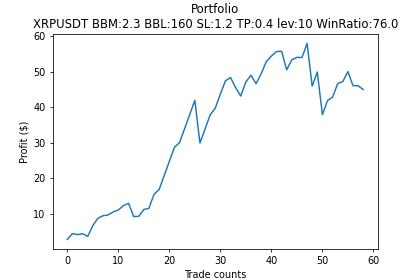 Portfolio
XRPUSDT BBM:2.3 BBL:160 SL:1.2 TP:0.4 lev:10 WinRatio:76.0
60
50
40
30
20
10
Profit ($)
0 10 20 30 40 50 60
Trade counts